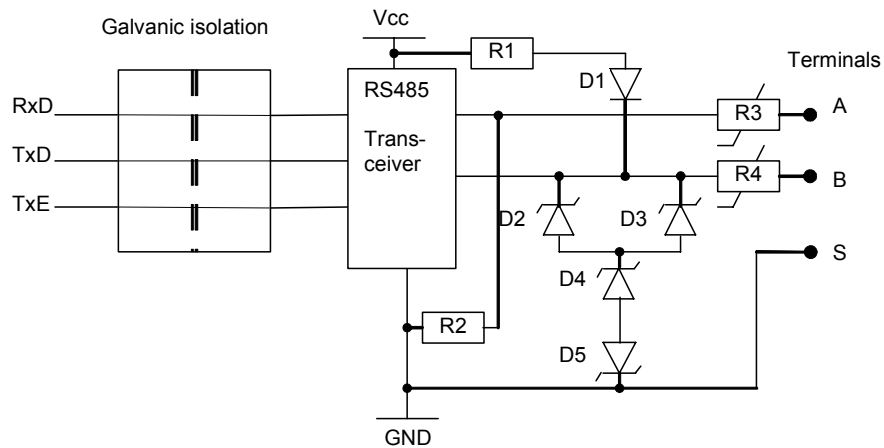 Galvanic isolation
Vcc
R1
D1
Terminals
RxD
RS485
R3
A
TxD
Trans-
ceiver
R4
B
TxE
D2
D3
S
D4
R2
D5
GND